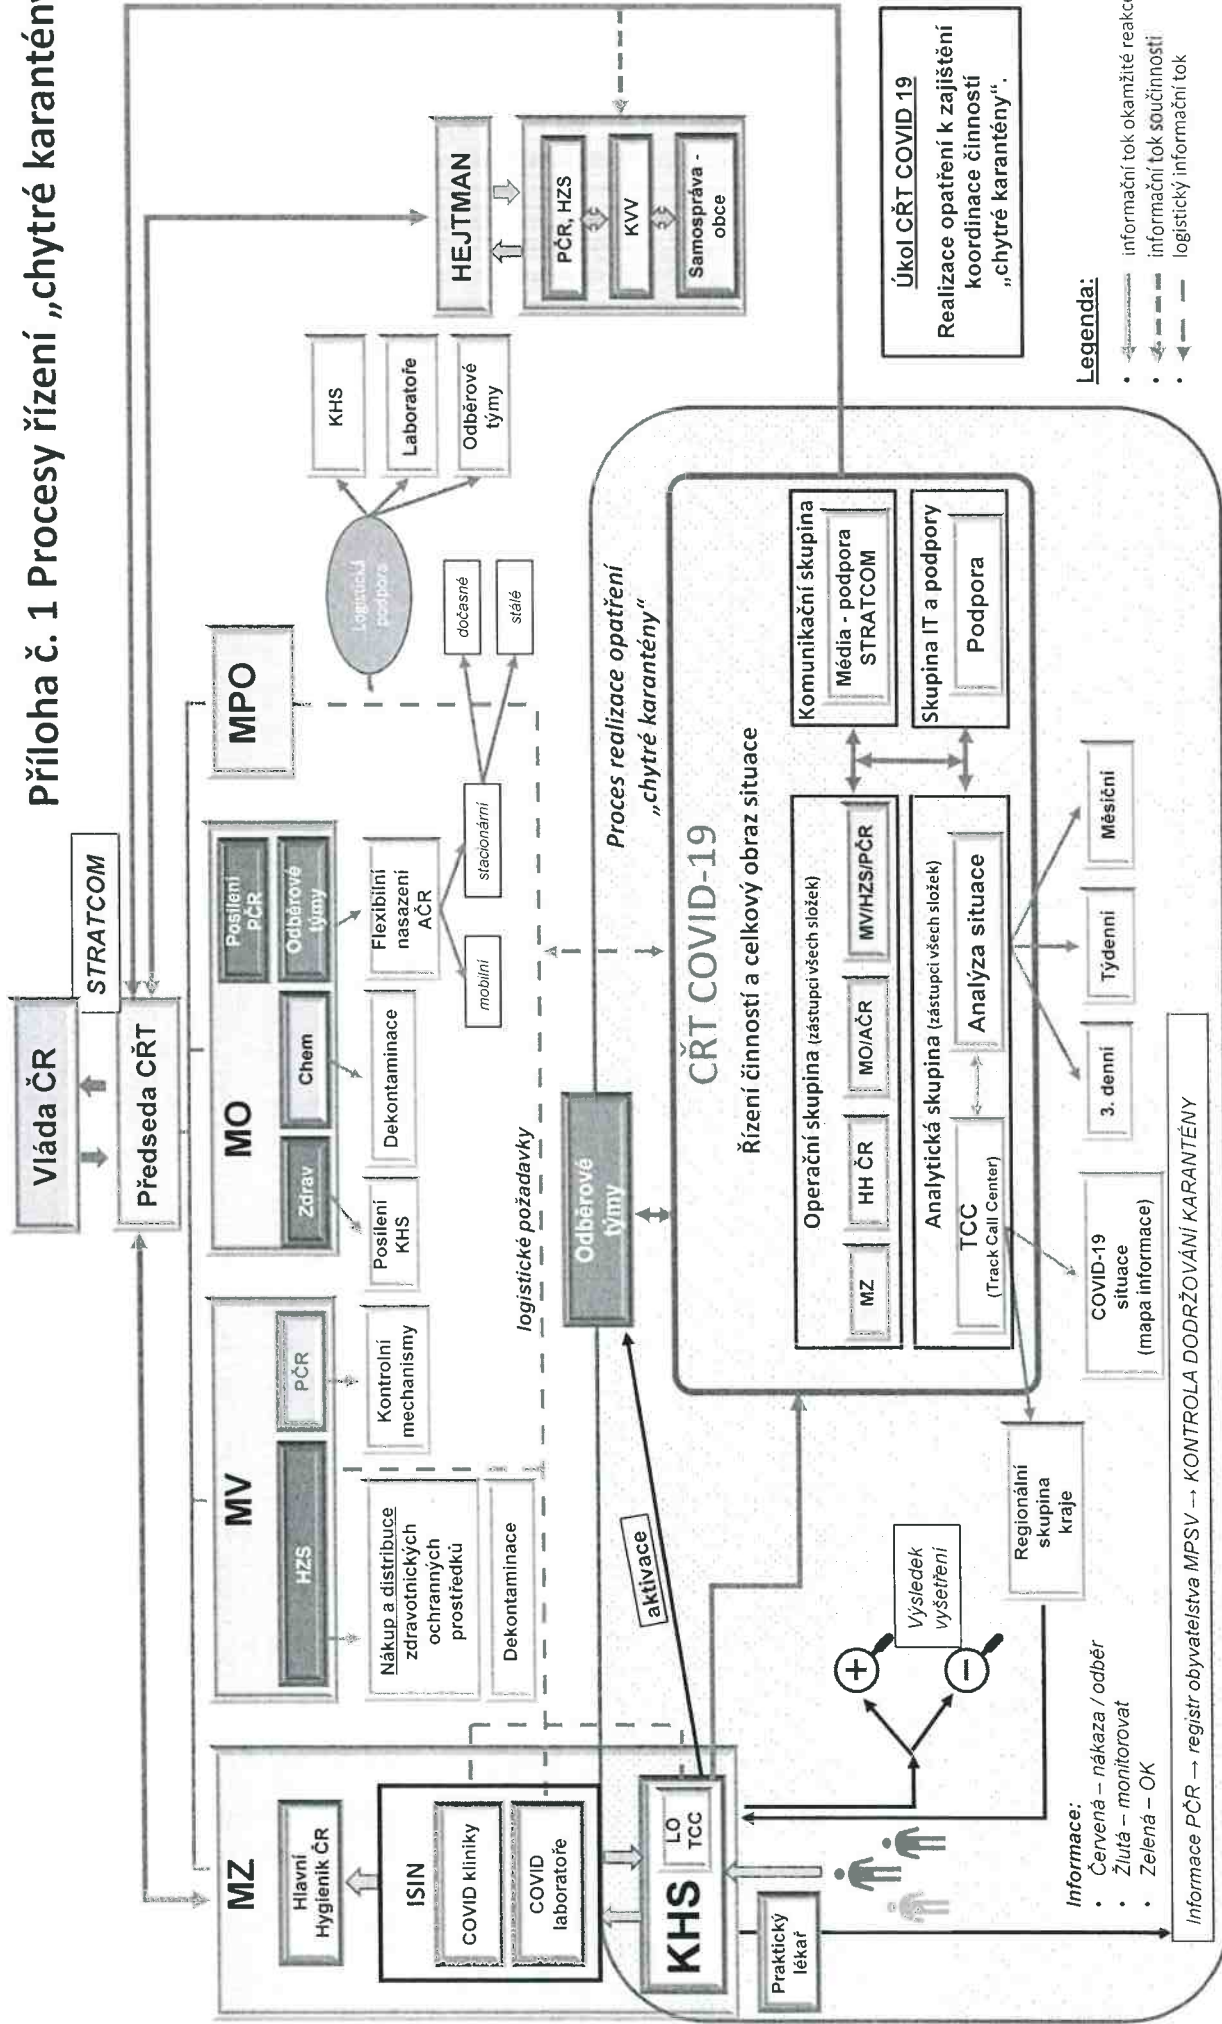 Příloha č. 1 Procesy řízení „chytré karantény
Vláda ČR
STRATCOM
Předseda ČŘT
MZ
Hlavní
Hygienik ČR
ISIN
COVID kliniky
COVID
laboratoře
KHS
LO
TCC
Praktický
lékař
MV
HZS
PČR
Nákup a distribuce
zdravotnických
ochranných
prostředků
Dekontaminace
Kontrolní
mechanismy
MO
Zdrav
Chem
Posílení
PČR
Odběrové
týmy
Posílení
KHS
Dekontaminace
Flexibilní
nasazení
AČR
mobilní
stacionární
dočasné
stálé
MPO
Logistická
podpora
KHS
Laboratoře
Odběrové
týmy
HEJTMAN
PČR, HZS
KVV
Samospráva -
obce
logistické požadavky
Odběrové
týmy
aktivace
Proces realizace opatření
„chytré karantény“
ČŘT COVID-19
Řízení činností a celkový obraz situace
Operační skupina (zástupci všech složek)
MZ
HH ČR
MO/AČR
MV/HZS/PČR
Analytická skupina (zástupci všech složek)
TCC
(Track Call Center)
Analýza situace
Komunikační skupina
Média - podpora
STRATCOM
Skupina IT a podpory
Podpora
COVID-19
situace
(mapa informace)
3. denní
Týdenní
Měsíční
Regionální
skupina
kraje
Výsledek
vyšetření
Informace:
• Červená – nákaza / odběr
• Žlutá – monitorovat
• Zelená – OK
Informace PČR → registr obyvatelstva MPSV → KONTROLA DODRŽOVÁNÍ KARANTÉNY
Úkol ČŘT COVID 19
Realizace opatření k zajištění
koordinace činností
„chytré karantény“.
Legenda:
• informační tok okamžité reakce
• informační tok součinnosti
• logistický informační tok